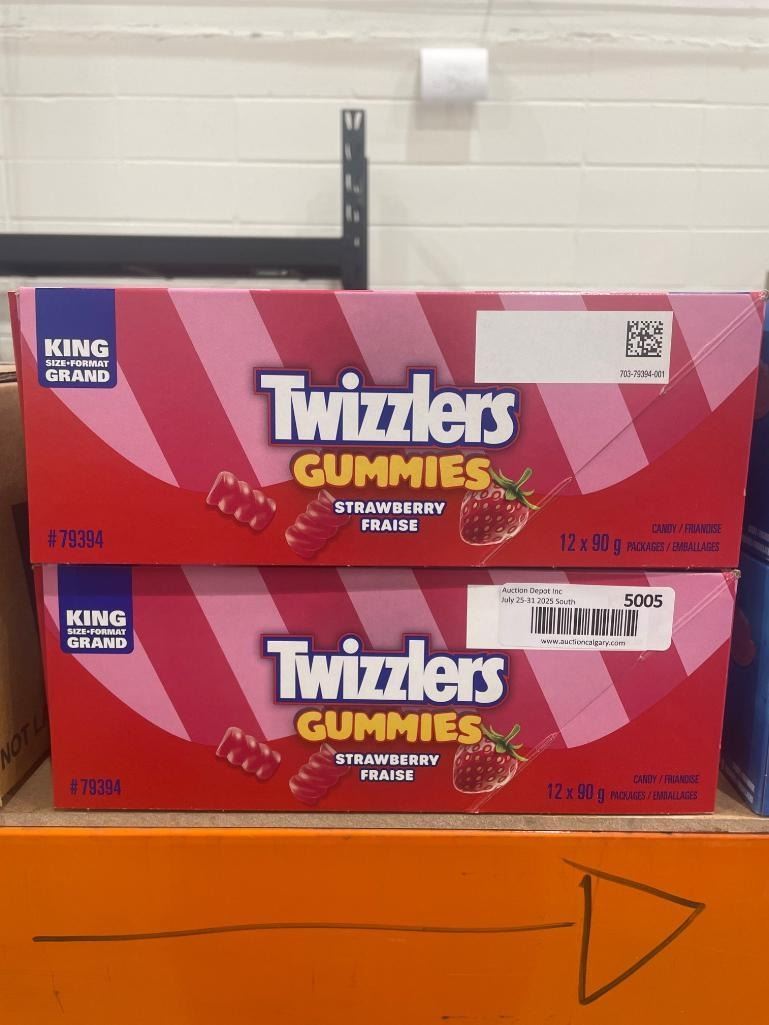 KING
SIZE•FORMAT
GRAND
703-79394-001
Twizzlers
GUMMIES
STRAWBERRY
FRAISE
#79394
12 x 90 g
CANDY / FRIANDISE
PACKAGES / EMBALLAGES
KING
SIZE•FORMAT
GRAND
Auction Depot Inc
July 25-31 2025 South
5005
www.auctioncalgary.com
Twizzlers
GUMMIES
STRAWBERRY
FRAISE
#79394
12 x 90 g
CANDY / FRIANDISE
PACKAGES / EMBALLAGES
NOT